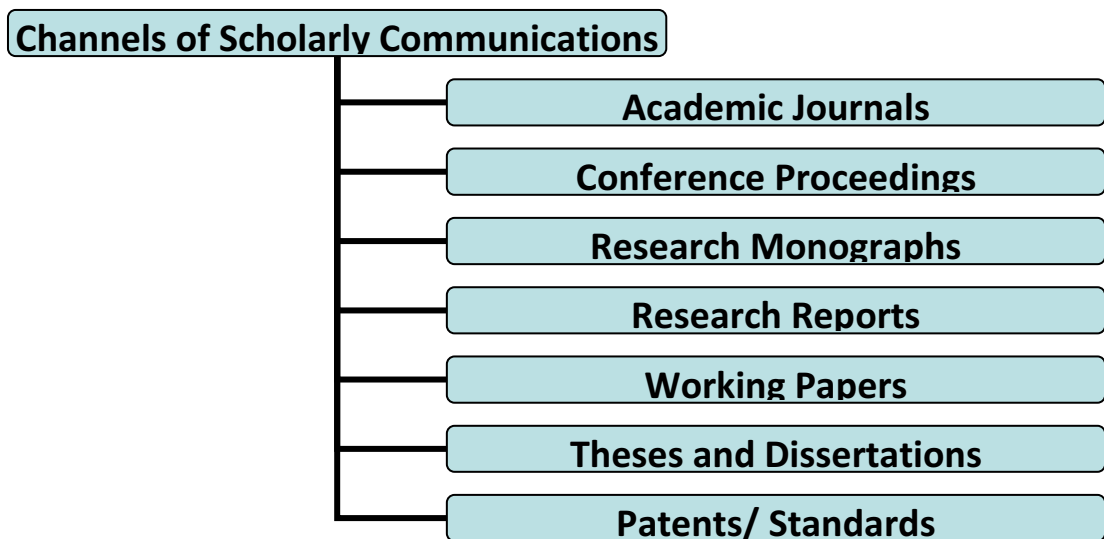 Channels of Scholarly Communications
Academic Journals
Conference Proceedings
Research Monographs
Research Reports
Working Papers
Theses and Dissertations
Patents/ Standards